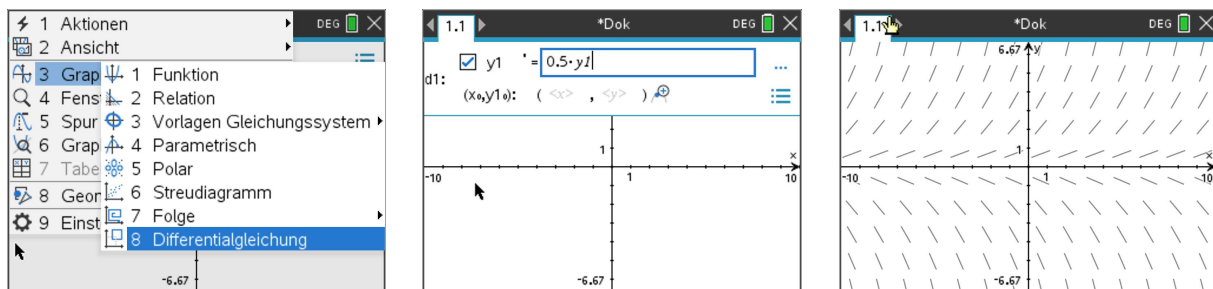 1 Aktionen
2 Ansicht
3 Grap
4 Fens
5 Spur
6 Grap
7 Tabe
8 Geor
9 Einst
1 Funktion
2 Relation
3 Vorlagen Gleichungssystem
4 Parametrisch
5 Polar
6 Streudiagramm
7 Folge
8 Differentialgleichung
DEG
-6.67
1.1 *Dok DEG
y1 '= 0.5·y1
d1:
(x₀,y1₀): ( <x> , <y> )
1
x
-10 1 10
-6.67
1.1 *Dok DEG
6.67 y
1
x
-10 1 10
-6.67